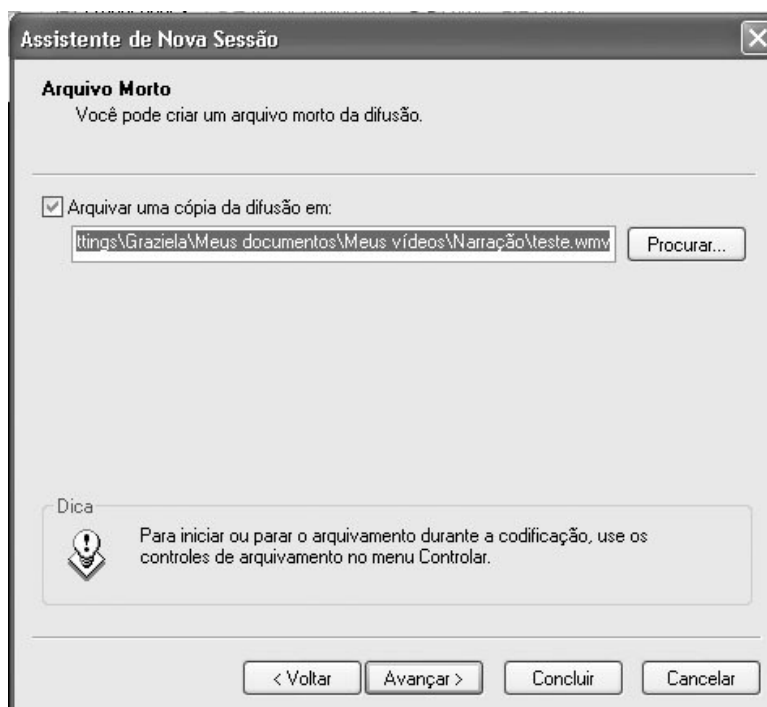 Assistente de Nova Sessão
Arquivo Morto
Você pode criar um arquivo morto da difusão.
Arquivar uma cópia da difusão em:
ttings\Graziela\Meus documentos\Meus vídeos\Narração\teste.wmv
Procurar...
Dica
Para iniciar ou parar o arquivamento durante a codificação, use os
controles de arquivamento no menu Controlar.
< Voltar Avançar > Concluir Cancelar